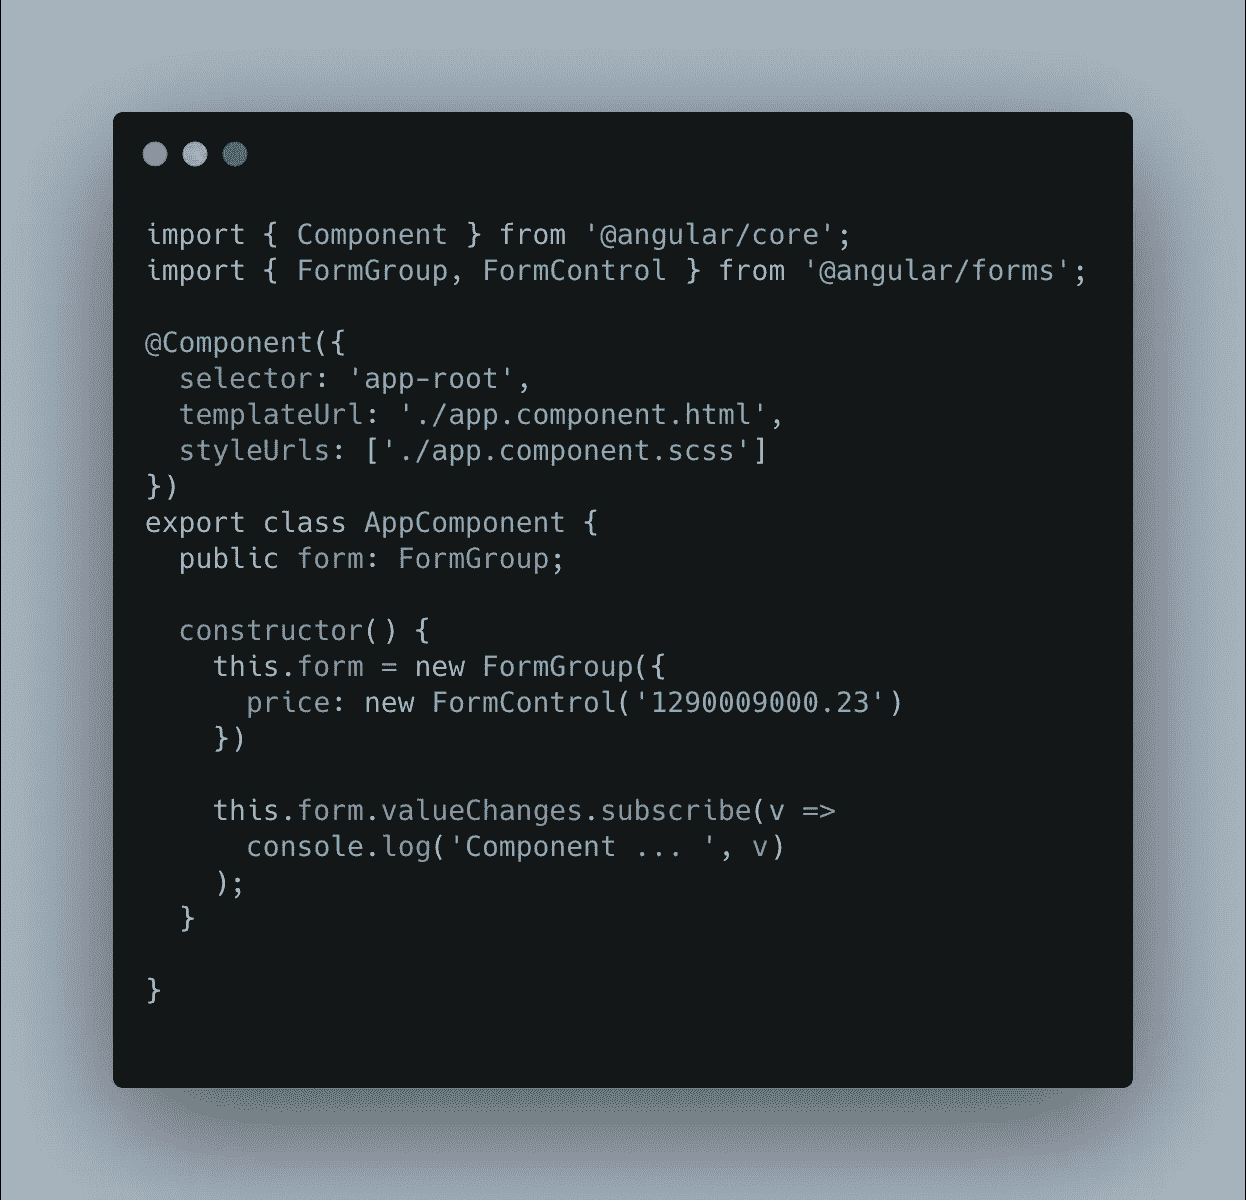 import { Component } from '@angular/core';
import { FormGroup, FormControl } from '@angular/forms';

@Component({
  selector: 'app-root',
  templateUrl: './app.component.html',
  styleUrls: ['./app.component.scss']
})
export class AppComponent {
  public form: FormGroup;

  constructor() {
    this.form = new FormGroup({
      price: new FormControl('1290009000.23')
    })

    this.form.valueChanges.subscribe(v =>
      console.log('Component ... ', v)
    );
  }

}